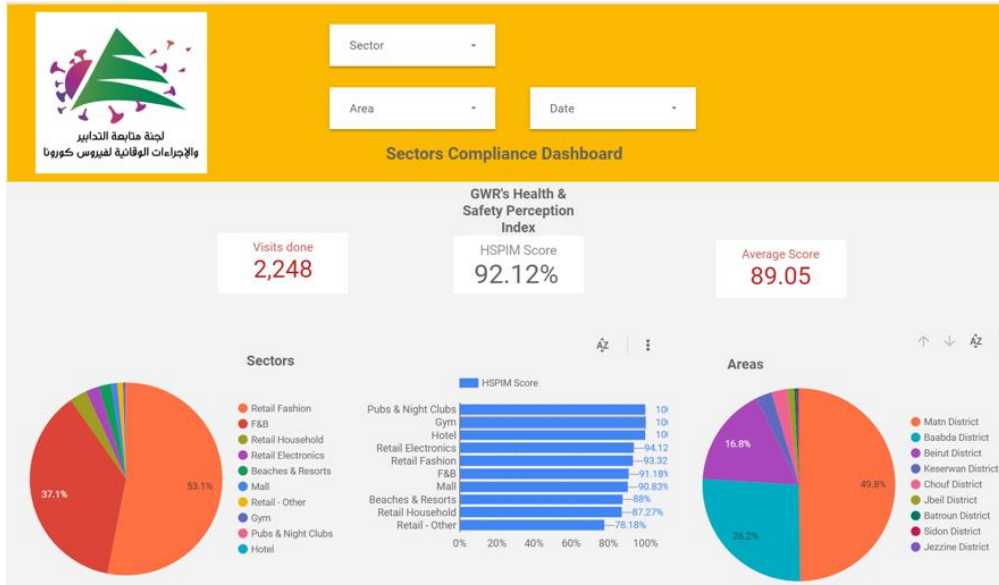 لجنة متابعة التدابير
والإجراءات الوقائية لفيروس كورونا
Sector
Area
Date
Sectors Compliance Dashboard
GWR's Health &
Safety Perception
Index
Visits done
2,248
HSPIM Score
92.12%
Average Score
89.05
Sectors
53.1%
37.1%
Retail Fashion
F&B
Retail Household
Retail Electronics
Beaches & Resorts
Mall
Retail - Other
Gym
Pubs & Night Clubs
Hotel
AZ
HSPIM Score
Pubs & Night Clubs 10
Gym 10
Hotel 10
Retail Electronics 94.12
Retail Fashion 93.32
F&B 91.18%
Mall 90.83%
Beaches & Resorts 88%
Retail Household 87.27%
Retail - Other 78.18%
0% 20% 40% 60% 80% 100%
AZ
Areas
49.8%
26.2%
16.8%
Matn District
Baabda District
Beirut District
Keserwan District
Chouf District
Jbeil District
Batroun District
Sidon District
Jezzine District